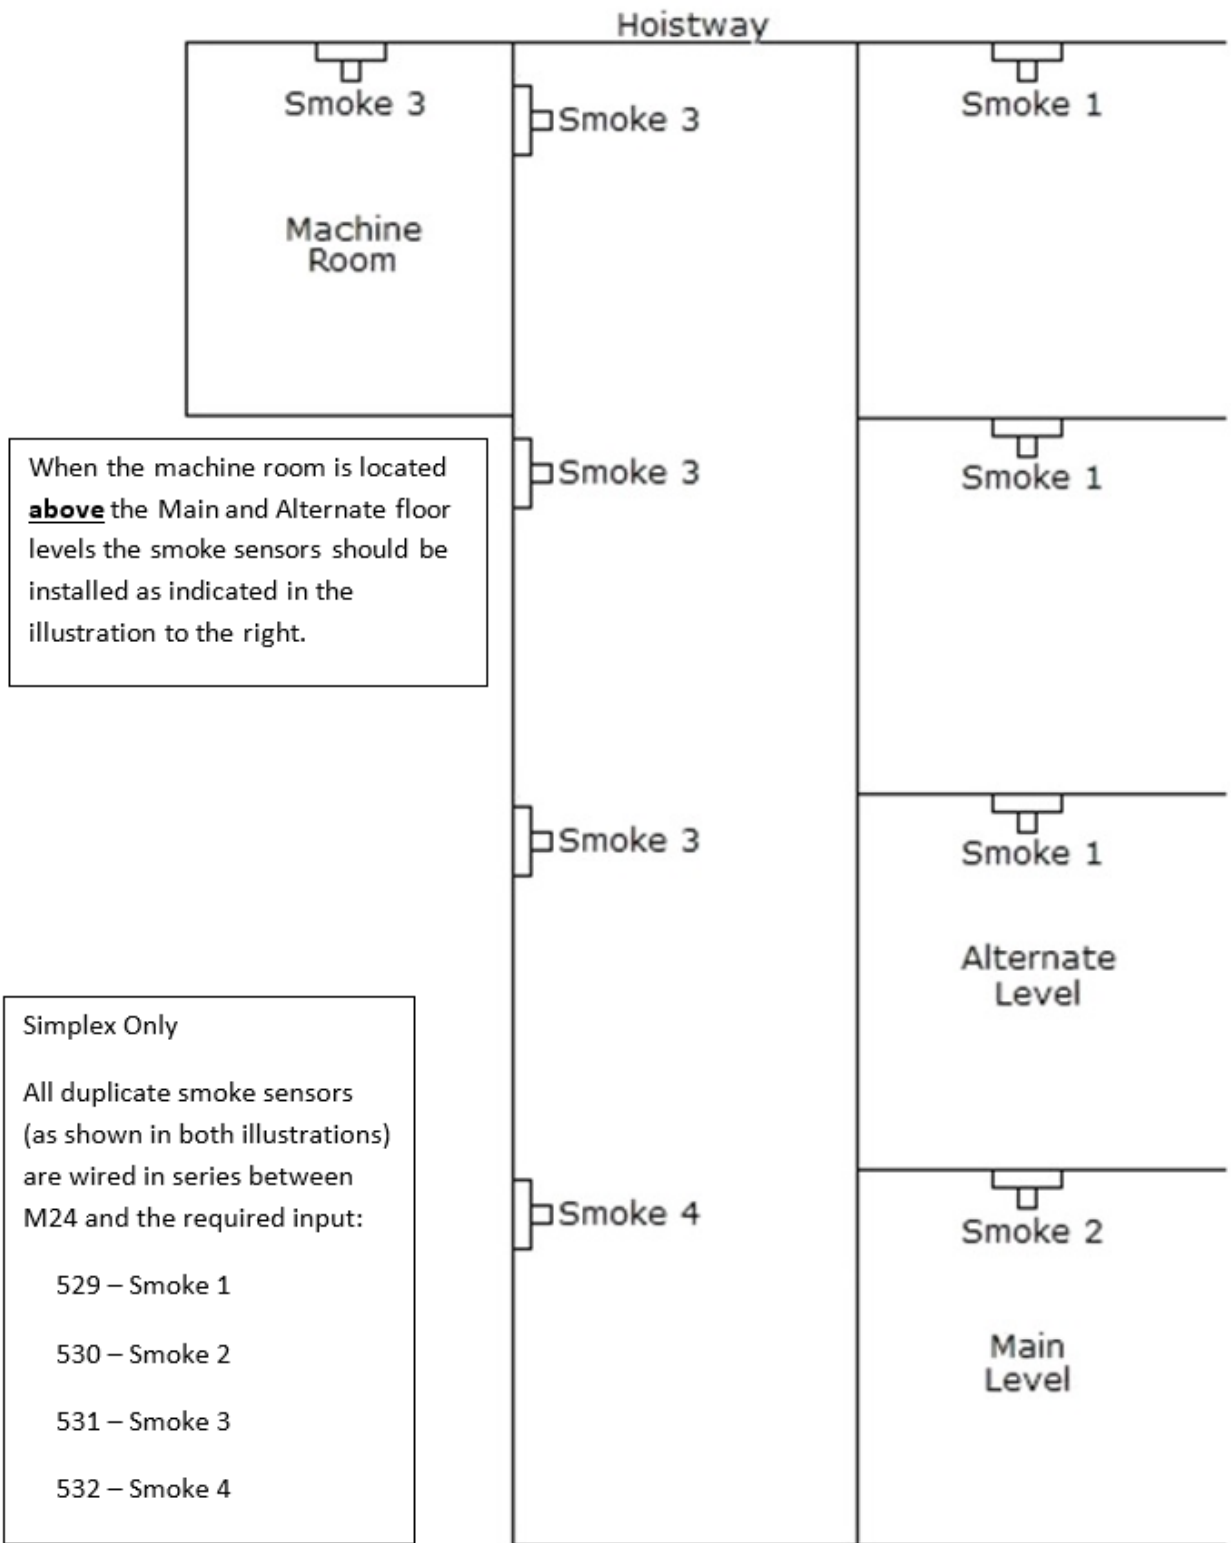 Hoistway
Smoke 3
Smoke 3
Smoke 1
Machine
Room
When the machine room is located
above the Main and Alternate floor
levels the smoke sensors should be
installed as indicated in the
illustration to the right.
Smoke 3
Smoke 1
Smoke 3
Smoke 1
Alternate
Level
Simplex Only
All duplicate smoke sensors
(as shown in both illustrations)
are wired in series between
M24 and the required input:
529 – Smoke 1
530 – Smoke 2
531 – Smoke 3
532 – Smoke 4
Smoke 4
Smoke 2
Main
Level